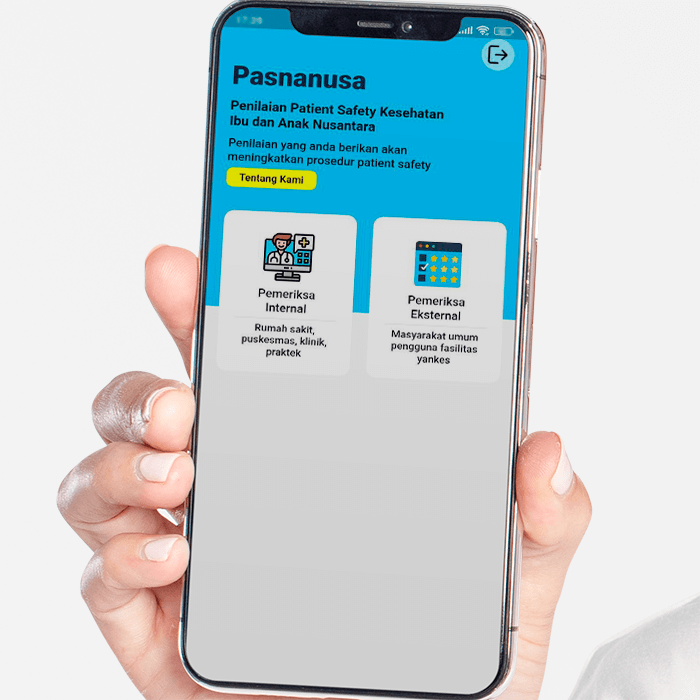 Pasnanusa
Penilaian Patient Safety Kesehatan
Ibu dan Anak Nusantara
Penilaian yang anda berikan akan
meningkatkan prosedur patient safety
Tentang Kami
Pemeriksa
Internal
Rumah sakit,
puskesmas, klinik,
praktek
Pemeriksa
Eksternal
Masyarakat umum
pengguna fasilitas
yankes